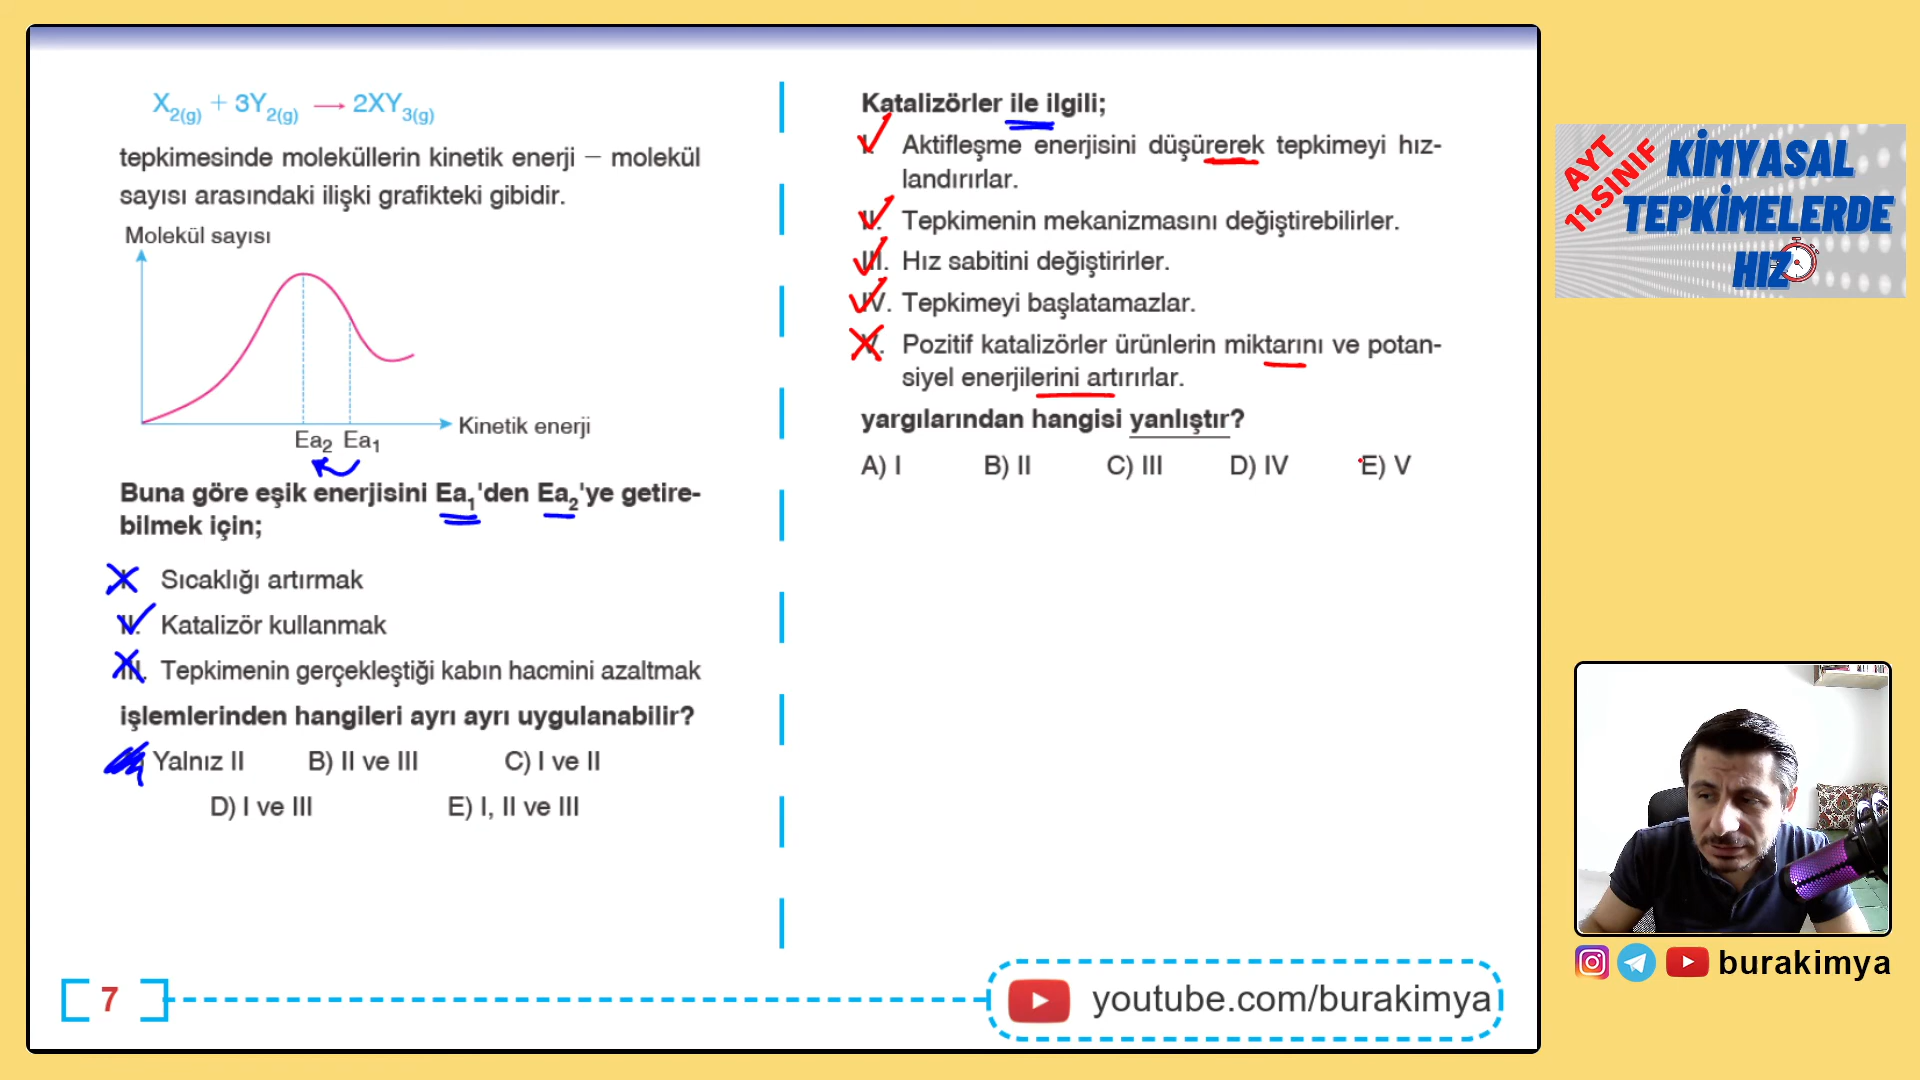 X2(g) + 3Y2(g) → 2XY3(g)
tepkimesinde moleküllerin kinetik enerji – molekül
sayısı arasındaki ilişki grafikteki gibidir.
Molekül sayısı
Kinetik enerji
Ea2 Ea1
Buna göre eşik enerjisini Ea1'den Ea2'ye getire-
bilmek için;
I. Sıcaklığı artırmak
II. Katalizör kullanmak
III. Tepkimenin gerçekleştiği kabın hacmini azaltmak
işlemlerinden hangileri ayrı ayrı uygulanabilir?
Yalnız II B) II ve III C) I ve II
D) I ve III E) I, II ve III
7
Katalizörler ile ilgili;
I. Aktifleşme enerjisini düşürerek tepkimeyi hız-
landırırlar.
II. Tepkimenin mekanizmasını değiştirebilirler.
III. Hız sabitini değiştirirler.
IV. Tepkimeyi başlatamazlar.
V. Pozitif katalizörler ürünlerin miktarını ve potan-
siyel enerjilerini artırırlar.
yargılarından hangisi yanlıştır?
A) I B) II C) III D) IV E) V
youtube.com/burakimya
AYT
11.SINIF
KİMYASAL
TEPKİMELERDE
HIZ
burakimya